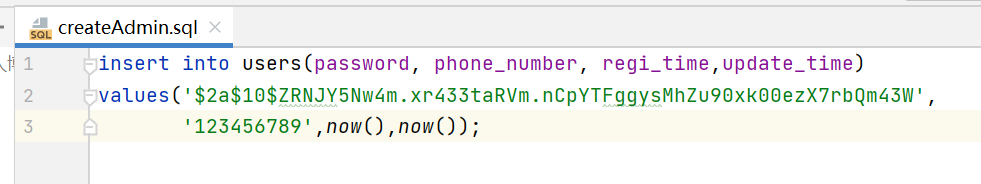 SQL createAdmin.sql
1 insert into users(password, phone_number, regi_time,update_time)
2 values('$2a$10$ZRNJY5Nw4m.xr433taRVm.nCpYTFggysMhZu90xk00ezX7rbQm43W',
3 '123456789',now(),now());